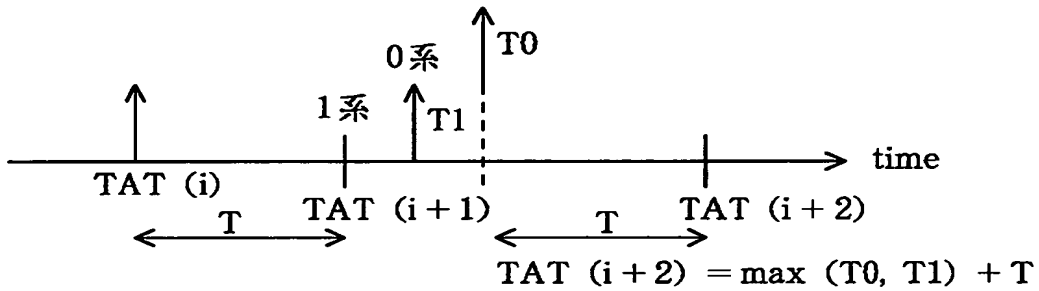 T0
0系
1系
T1
time
TAT (i)
TAT (i+1)
TAT (i+2)
T
T
TAT (i+2) =max (T0, T1) +T